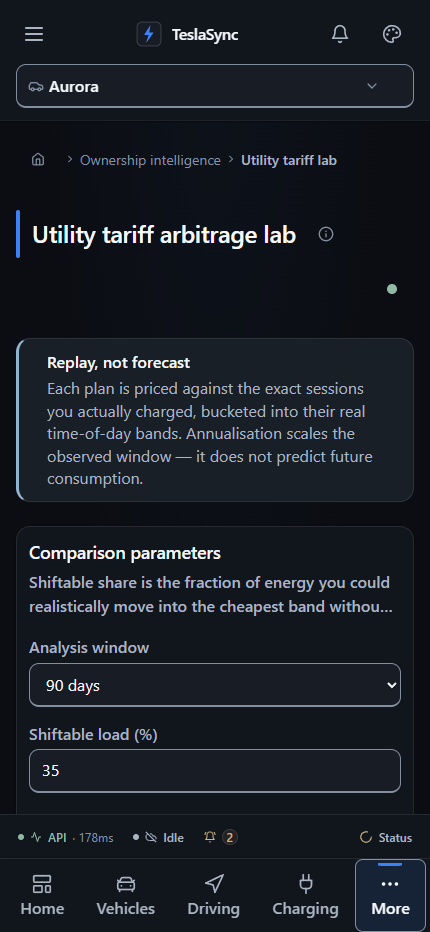 TeslaSync
Aurora
Ownership intelligence
Utility tariff lab
Utility tariff arbitrage lab
Replay, not forecast
Each plan is priced against the exact sessions
you actually charged, bucketed into their real
time-of-day bands. Annualisation scales the
observed window — it does not predict future
consumption.
Comparison parameters
Shiftable share is the fraction of energy you could
realistically move into the cheapest band withou...
Analysis window
90 days
Shiftable load (%)
35
API · 178ms
Idle
2
Status
Home
Vehicles
Driving
Charging
More